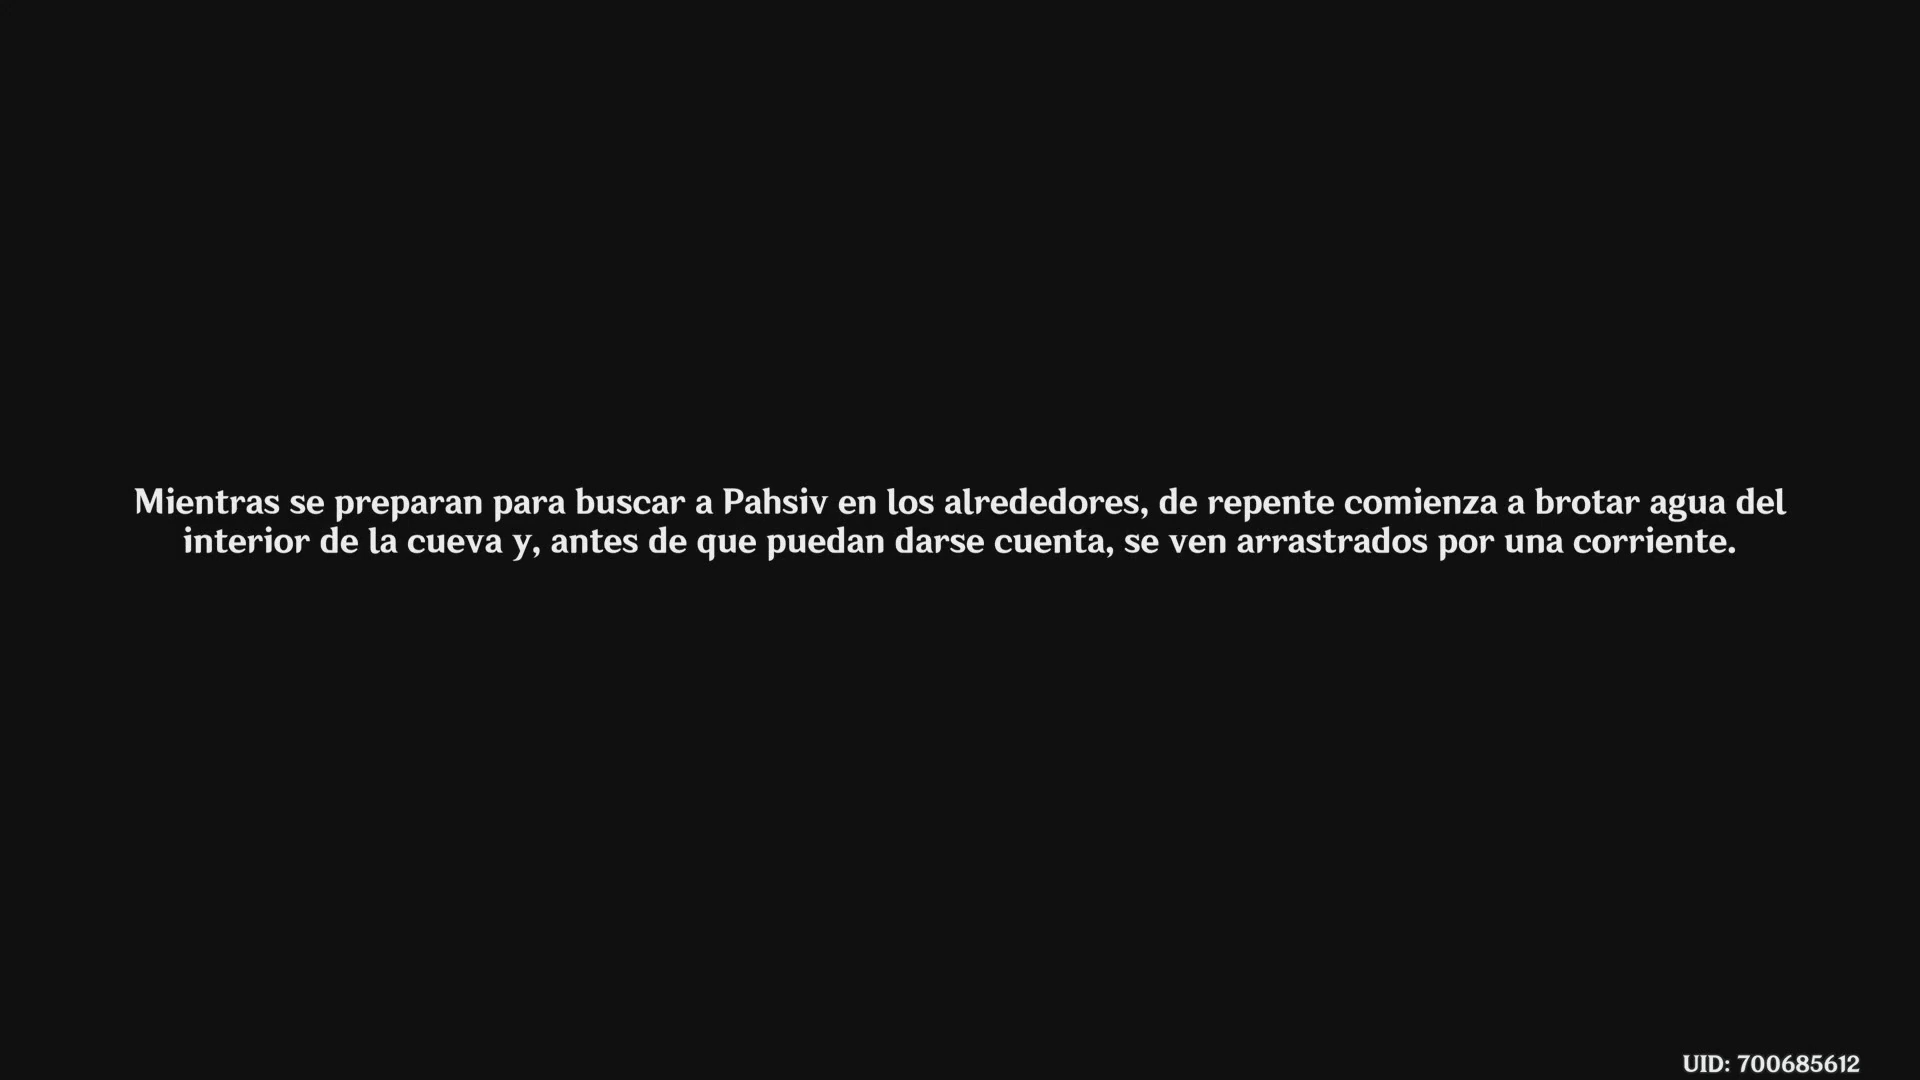 Mientras se preparan para buscar a Pahsiv en los alrededores, de repente comienza a brotar agua del
interior de la cueva y, antes de que puedan darse cuenta, se ven arrastrados por una corriente.
UID: 700685612